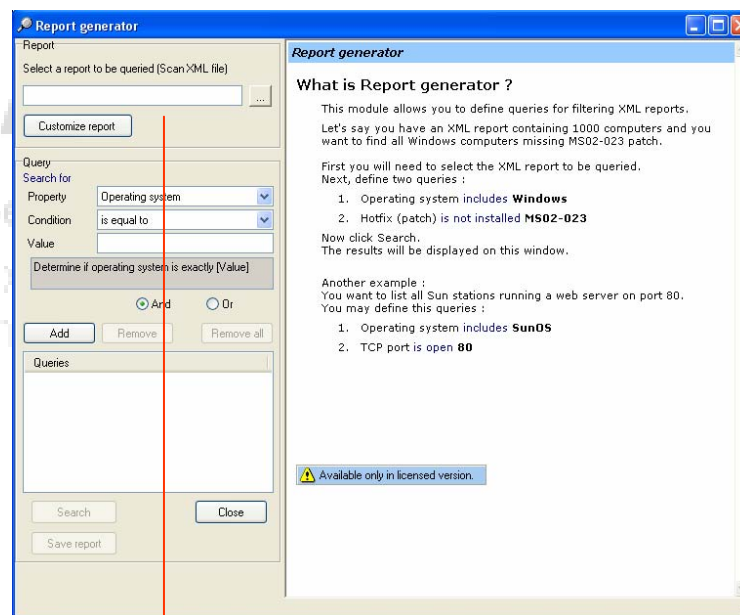 Report generator
Report
Select a report to be queried (Scan XML file)
...
Customize report
Query
Search for
Property
Operating system
Condition
is equal to
Value
Determine if operating system is exactly [Value]
And
Or
Add
Remove
Remove all
Queries
Search
Close
Save report
Report generator
What is Report generator ?
This module allows you to define queries for filtering XML reports.
Let's say you have an XML report containing 1000 computers and you
want to find all Windows computers missing MS02-023 patch.
First you will need to select the XML report to be queried.
Next, define two queries :
1. Operating system includes Windows
2. Hotfix (patch) is not installed MS02-023
Now click Search.
The results will be displayed on this window.
Another example :
You want to list all Sun stations running a web server on port 80.
You may define this queries :
1. Operating system includes SunOS
2. TCP port is open 80
Available only in licensed version.